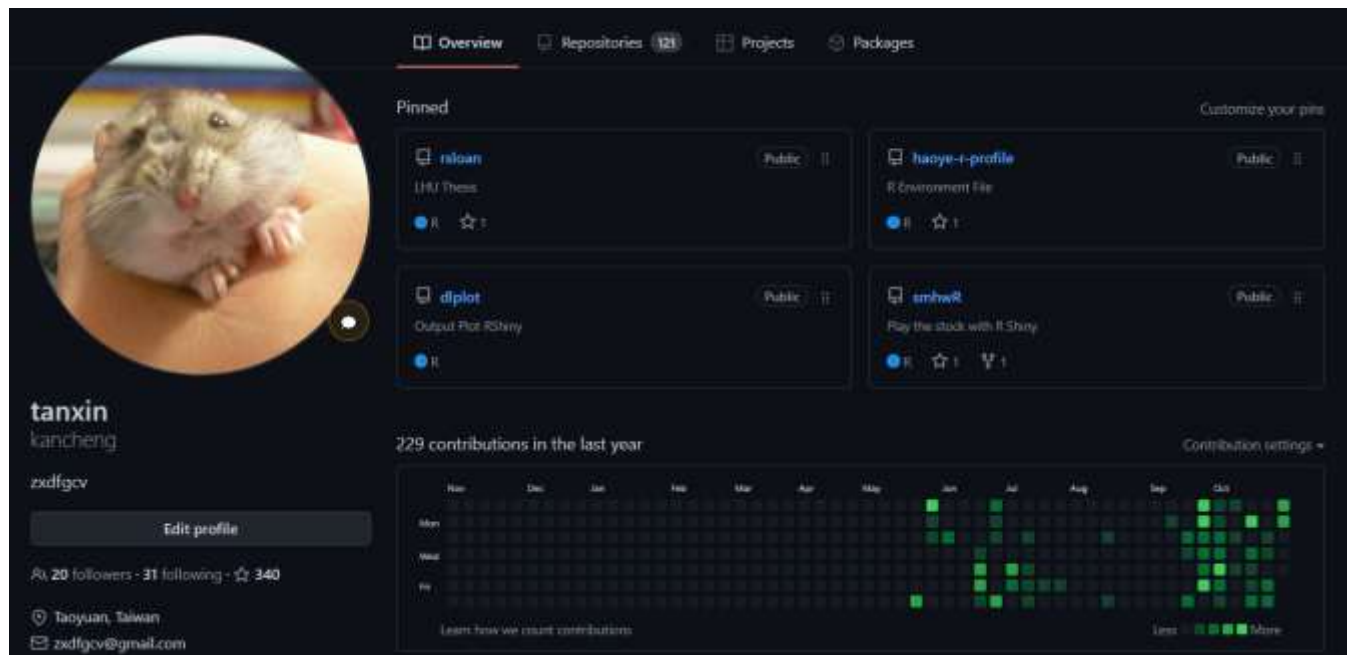 Overview Repositories 121 Projects Packages
Pinned
Customize your pins
rsloan Public
LHU Thesis
R 1
haoye-r-profile Public
R Environment File
R 1
dlplot Public
Output Plot RShiny
R
smhwR Public
Play the stock with R Shiny
R 1 1
tanxin
kancheng
zxdfgcv
Edit profile
20 followers · 31 following · 340
Taoyuan, Taiwan
zxdfgcv@gmail.com
229 contributions in the last year
Contribution settings
Nov Dec Jan Feb Mar Apr May Jun Jul Aug Sep Oct
Mon
Wed
Fri
Learn how we count contributions
Less More